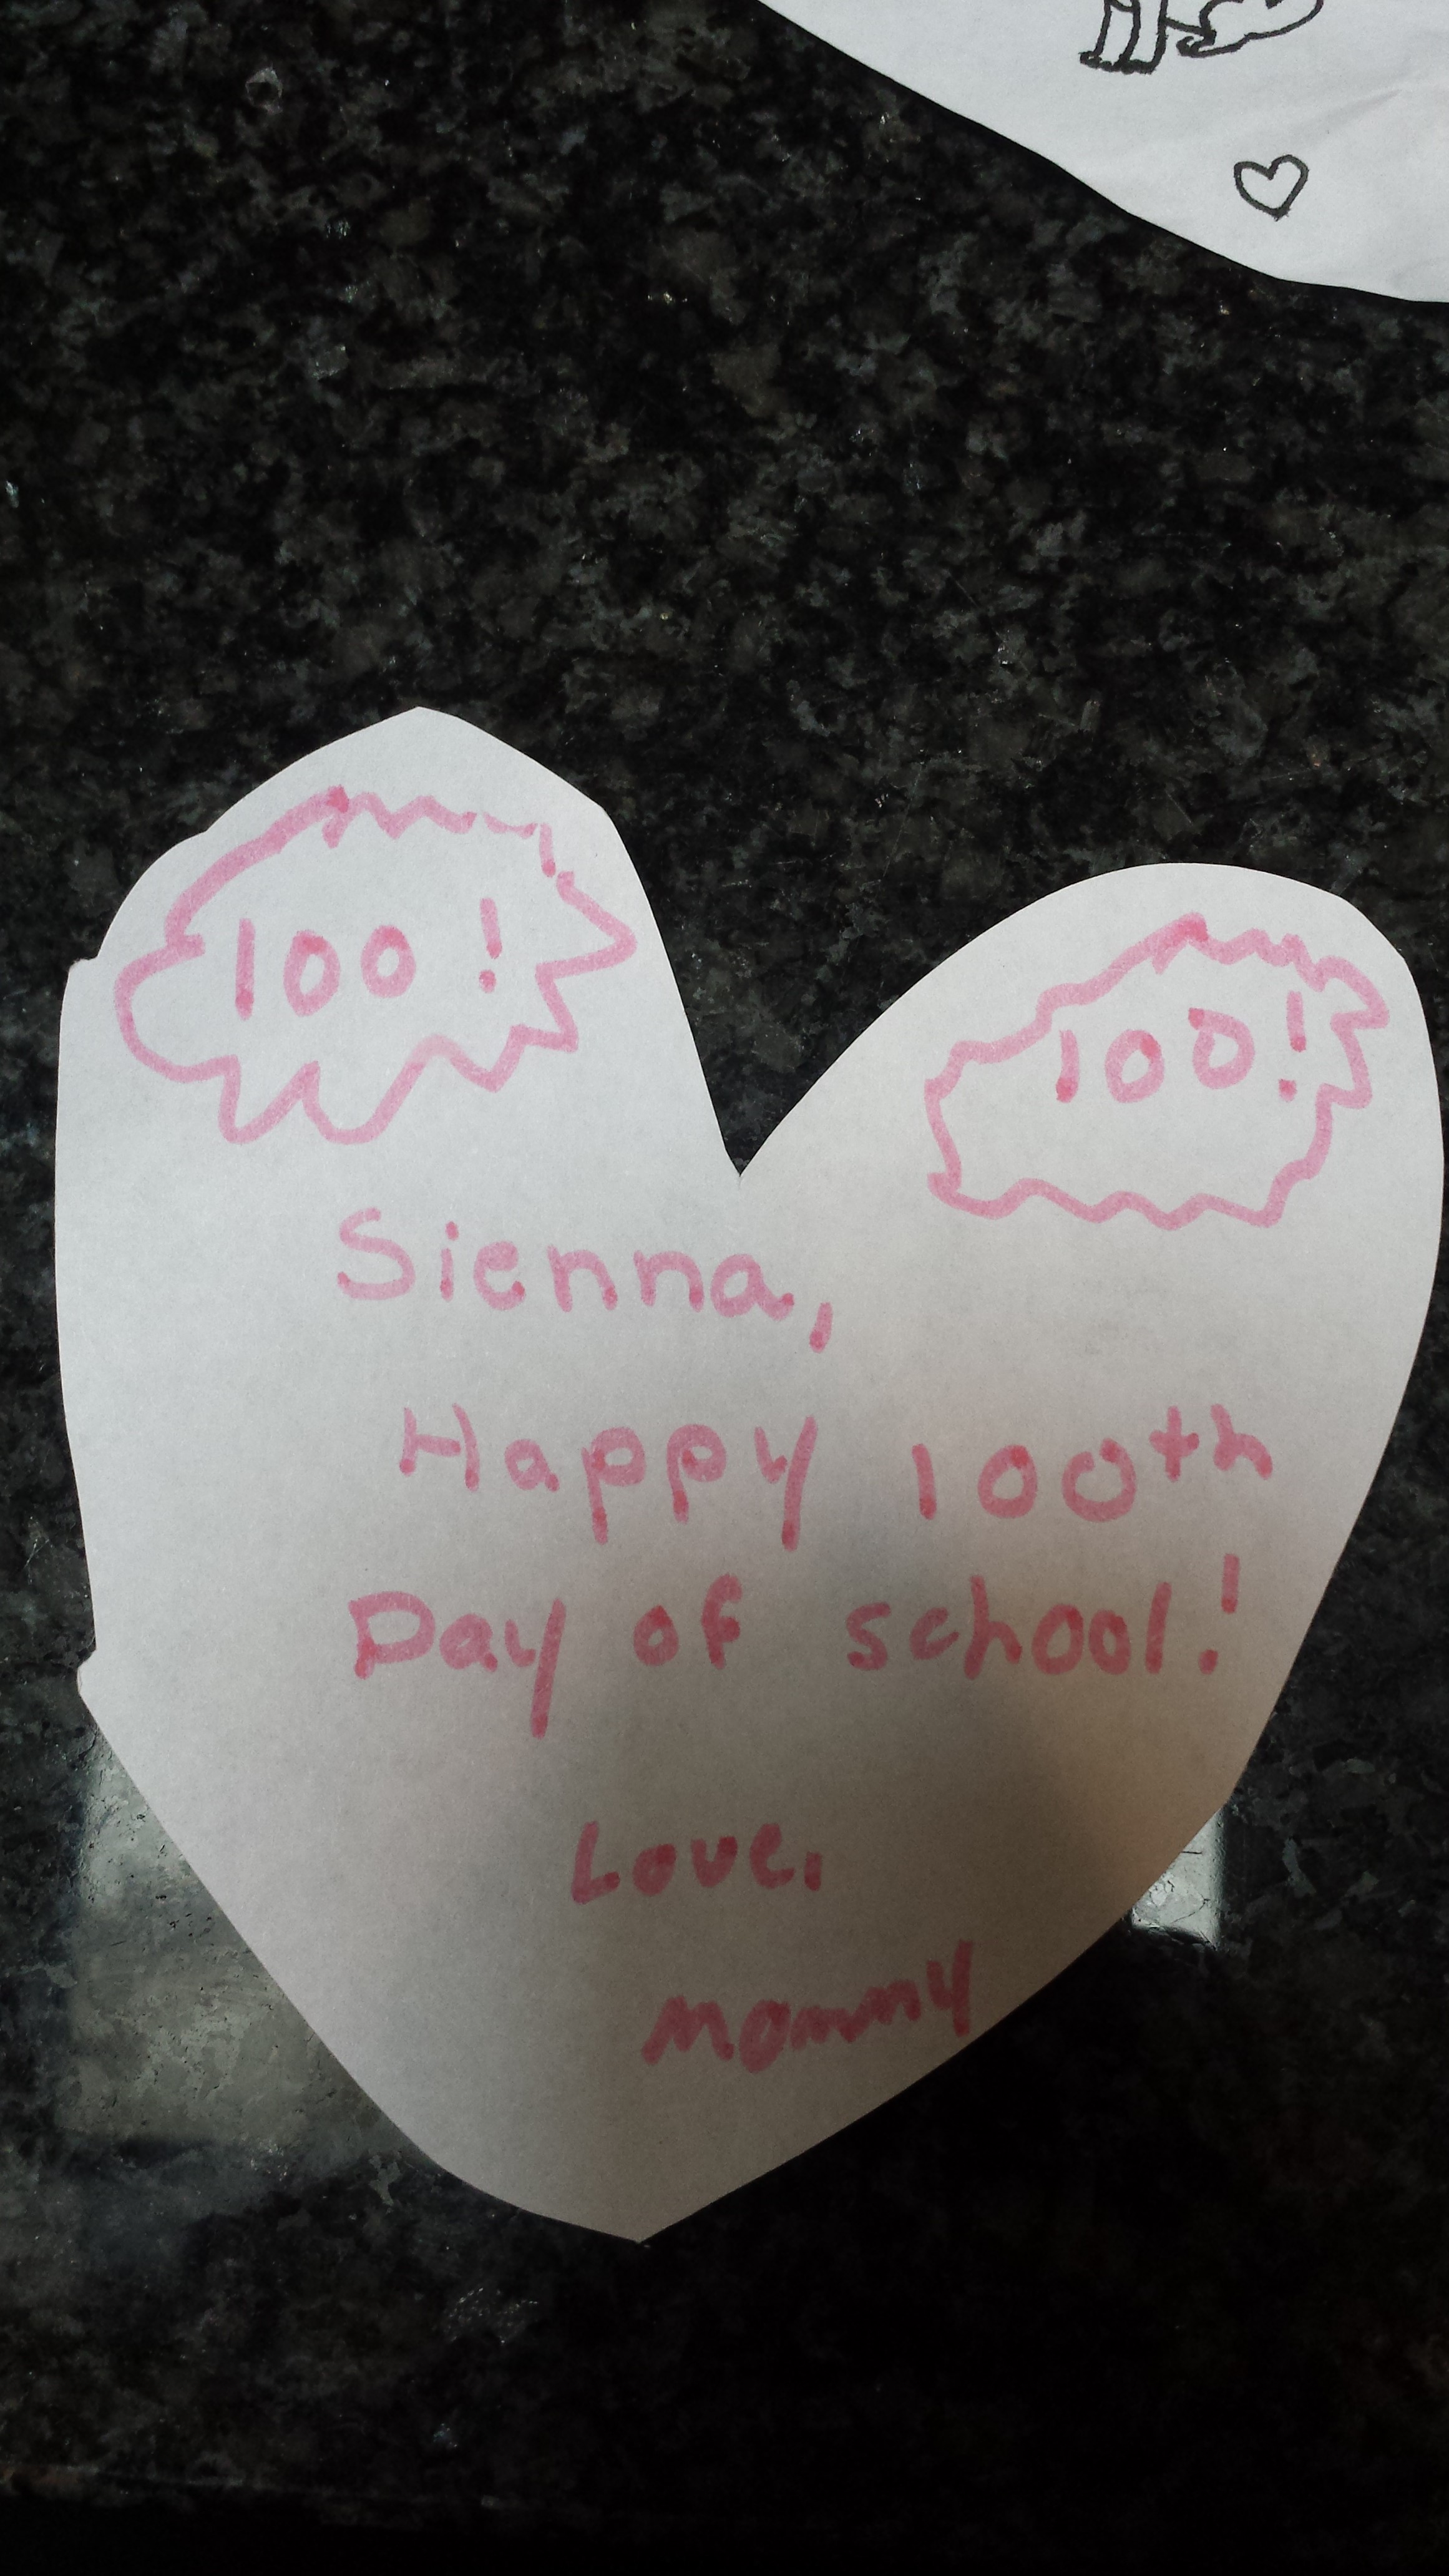 100!
100!
Sienna,
Happy 100th
Day of school!
Love,
Mommy